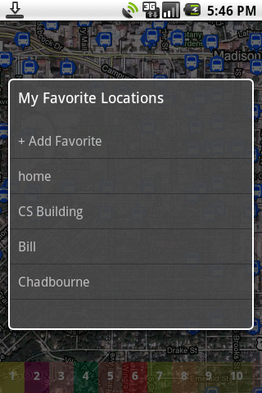 3G
5:46 PM
Madison
My Favorite Locations
+ Add Favorite
home
CS Building
Bill
Chadbourne
Drake St
1 2 3 4 5 6 7 8 9 10